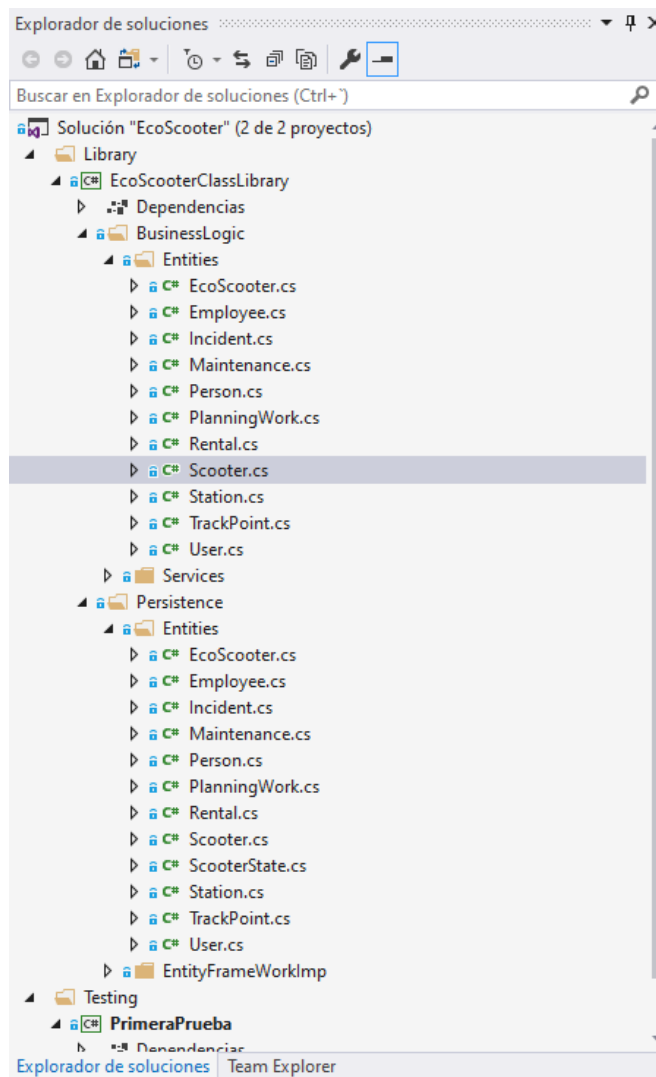 Explorador de soluciones
Buscar en Explorador de soluciones (Ctrl+`)
Solución "EcoScooter" (2 de 2 proyectos)
Library
C# EcoScooterClassLibrary
Dependencias
BusinessLogic
Entities
C# EcoScooter.cs
C# Employee.cs
C# Incident.cs
C# Maintenance.cs
C# Person.cs
C# PlanningWork.cs
C# Rental.cs
C# Scooter.cs
C# Station.cs
C# TrackPoint.cs
C# User.cs
Services
Persistence
Entities
C# EcoScooter.cs
C# Employee.cs
C# Incident.cs
C# Maintenance.cs
C# Person.cs
C# PlanningWork.cs
C# Rental.cs
C# Scooter.cs
C# ScooterState.cs
C# Station.cs
C# TrackPoint.cs
C# User.cs
EntityFrameWorkImp
Testing
C# PrimeraPrueba
Dependencias
Explorador de soluciones Team Explorer